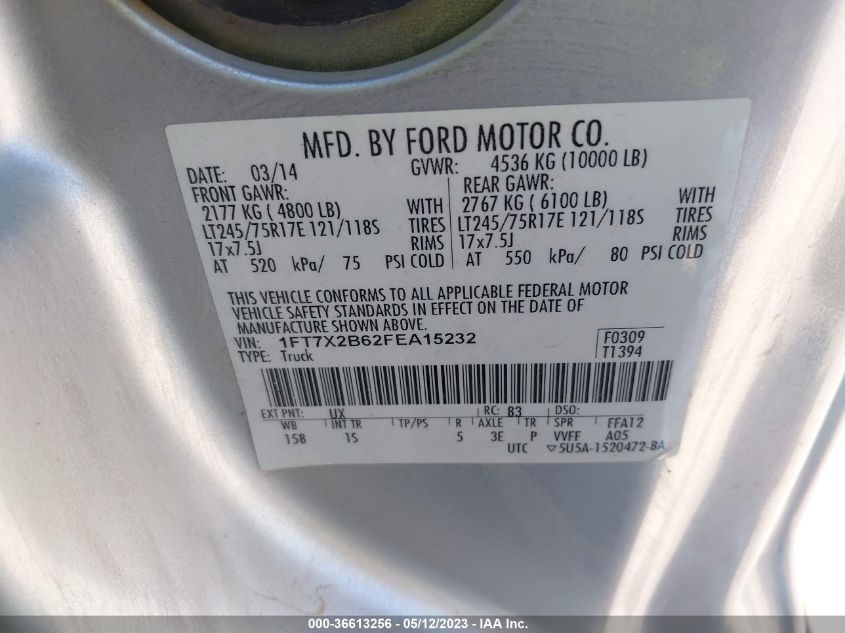 MFD. BY FORD MOTOR CO.
DATE: 03/14 GVWR: 4536 KG (10000 LB)
FRONT GAWR: REAR GAWR:
2177 KG ( 4800 LB) WITH 2767 KG ( 6100 LB) WITH
LT245/75R17E 121/118S TIRES LT245/75R17E 121/118S TIRES
17x7.5J RIMS 17x7.5J RIMS
AT 520 kPa/ 75 PSI COLD AT 550 kPa/ 80 PSI COLD
THIS VEHICLE CONFORMS TO ALL APPLICABLE FEDERAL MOTOR
VEHICLE SAFETY STANDARDS IN EFFECT ON THE DATE OF
MANUFACTURE SHOWN ABOVE.
VIN: 1FT7X2B62FEA15232 F0309
TYPE: Truck T1394
EXT PNT: UX RC: 83 DSO:
WB INT TR TP/PS R AXLE TR SPR FFA12
158 1S 5 3E P VVFF A05
UTC ▽5U5A-1520472-BA
000-36613256 - 05/12/2023 - IAA Inc.